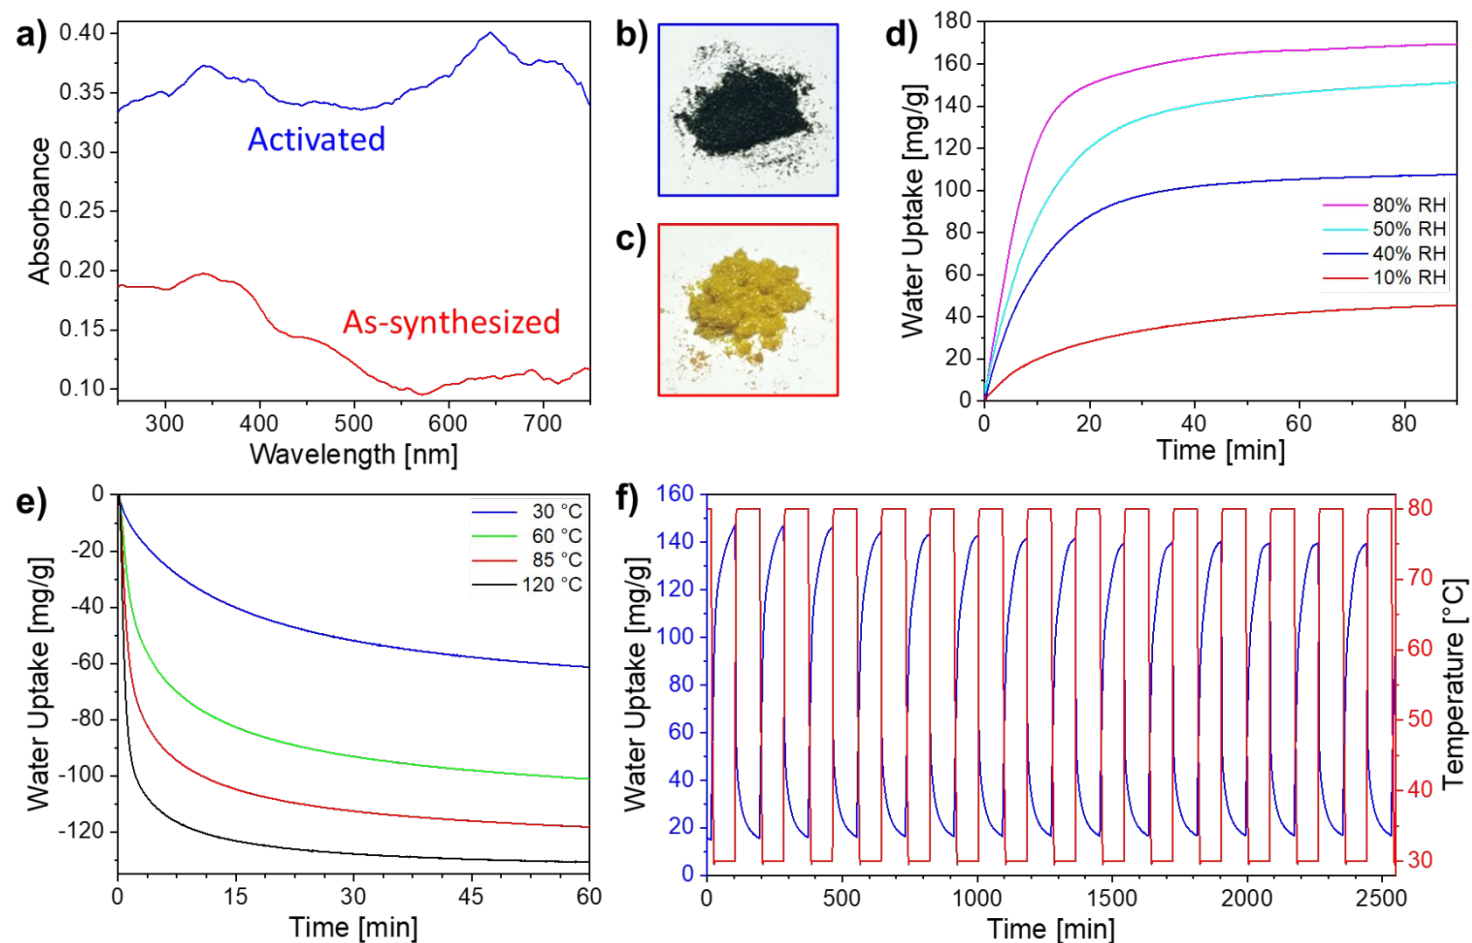 a)
0.40
0.35
0.30
0.25
0.20
0.15
0.10
Absorbance
Activated
As-synthesized
300 400 500 600 700
Wavelength [nm]
b)
c)
d)
180
160
140
120
100
80
60
40
20
0
Water Uptake [mg/g]
80% RH
50% RH
40% RH
10% RH
0 20 40 60 80
Time [min]
e)
0
-20
-40
-60
-80
-100
-120
Water Uptake [mg/g]
30 °C
60 °C
85 °C
120 °C
0 15 30 45 60
Time [min]
f)
160
140
120
100
80
60
40
20
0
Water Uptake [mg/g]
80
70
60
50
40
30
Temperature [°C]
0 500 1000 1500 2000 2500
Time [min]